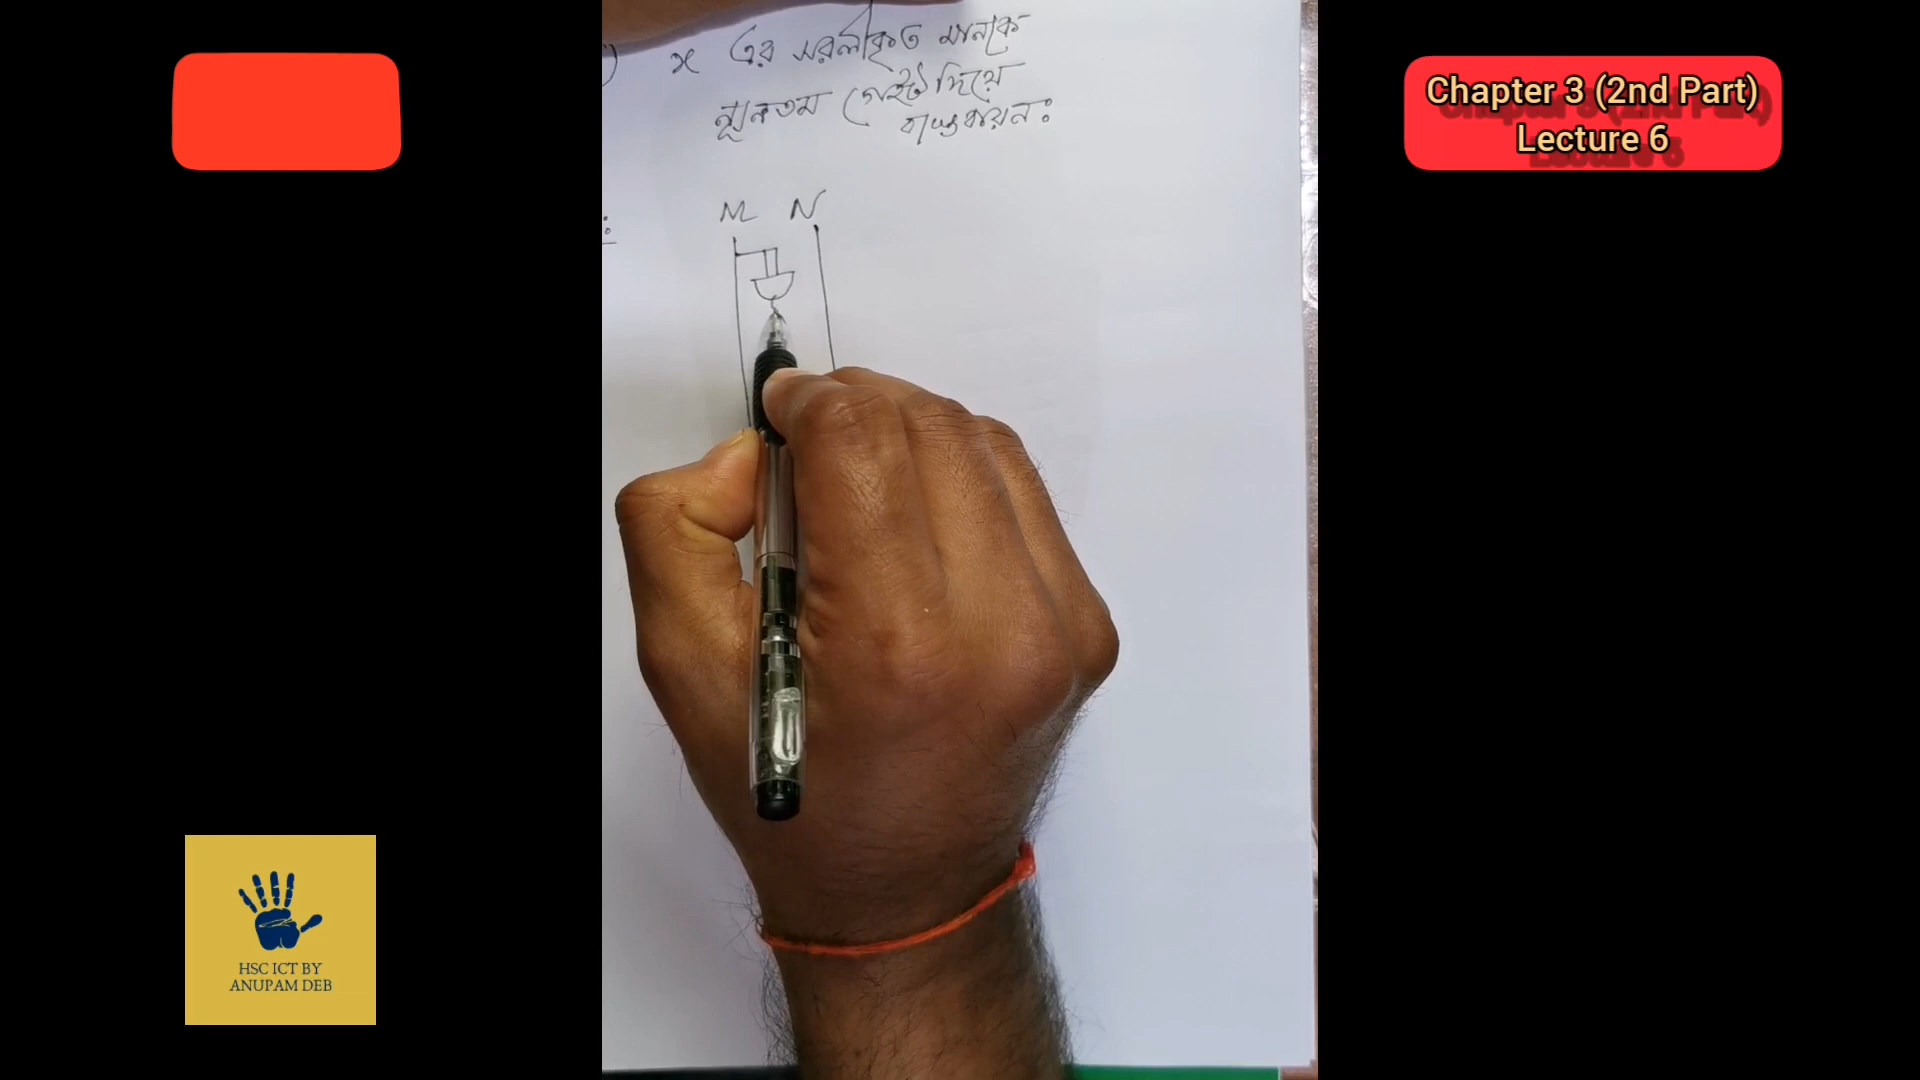 x এর সরলীকৃত মানকে
ন্যূনতম গেইট দিয়ে
বাস্তবায়ন:
M N
Chapter 3 (2nd Part)
Lecture 6
HSC ICT BY
ANUPAM DEB